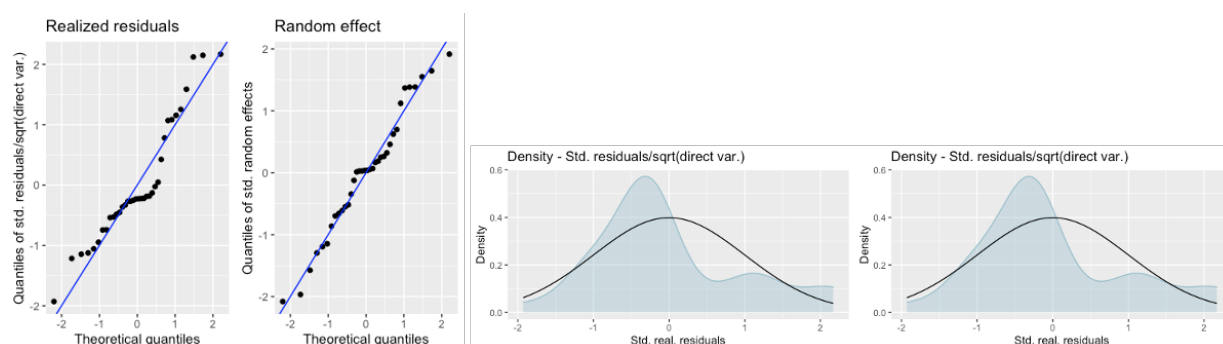 Realized residuals
Quantiles of std. residuals/sqrt(direct var.)
2
1
0
-1
-2
-2 -1 0 1 2
Theoretical quantiles
Random effect
Quantiles of std. random effects
2
1
0
-1
-2
-2 -1 0 1 2
Theoretical quantiles
Density - Std. residuals/sqrt(direct var.)
Density
0.6
0.4
0.2
0.0
-2 -1 0 1 2
Std. real. residuals
Density - Std. residuals/sqrt(direct var.)
Density
0.6
0.4
0.2
0.0
-2 -1 0 1 2
Std. real. residuals